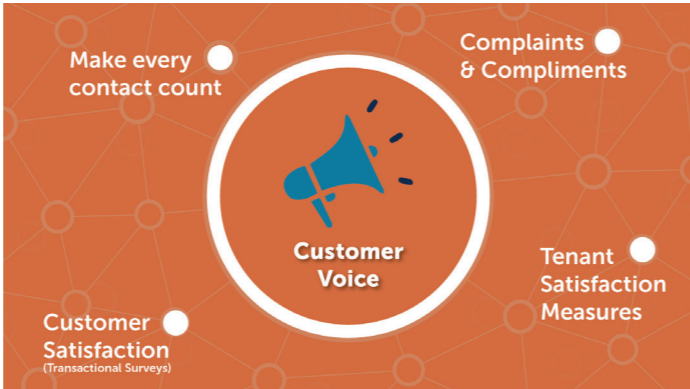 Make every
contact count
Complaints
& Compliments
Customer
Voice
Tenant
Satisfaction
Measures
Customer
Satisfaction
(Transactional Surveys)